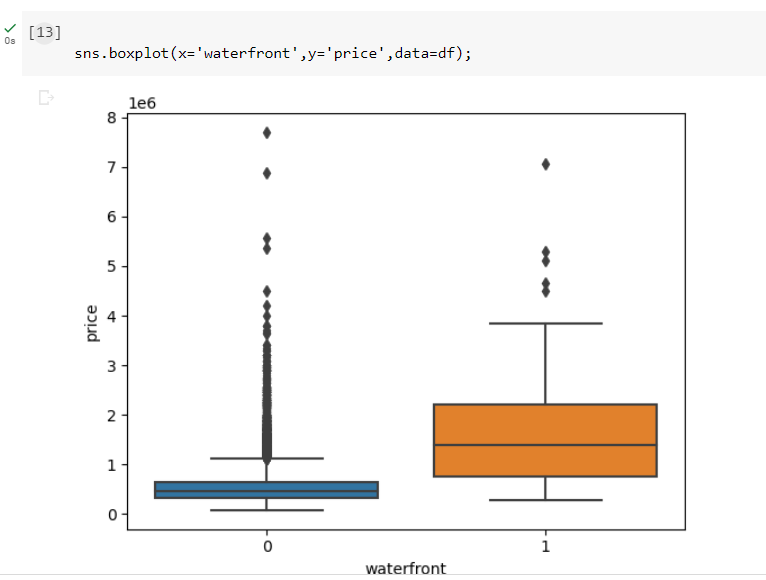 [13]
0s
sns.boxplot(x='waterfront',y='price',data=df);
1e6
8
7
6
5
4
3
2
1
0
price
0 1
waterfront